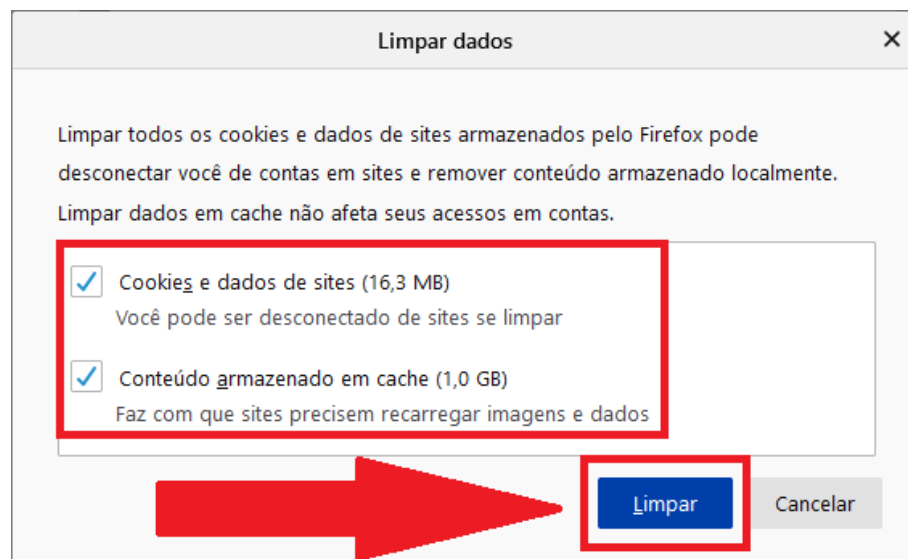 Limpar dados
Limpar todos os cookies e dados de sites armazenados pelo Firefox pode
desconectar você de contas em sites e remover conteúdo armazenado localmente.
Limpar dados em cache não afeta seus acessos em contas.
Cookies e dados de sites (16,3 MB)
Você pode ser desconectado de sites se limpar
Conteúdo armazenado em cache (1,0 GB)
Faz com que sites precisem recarregar imagens e dados
Limpar
Cancelar